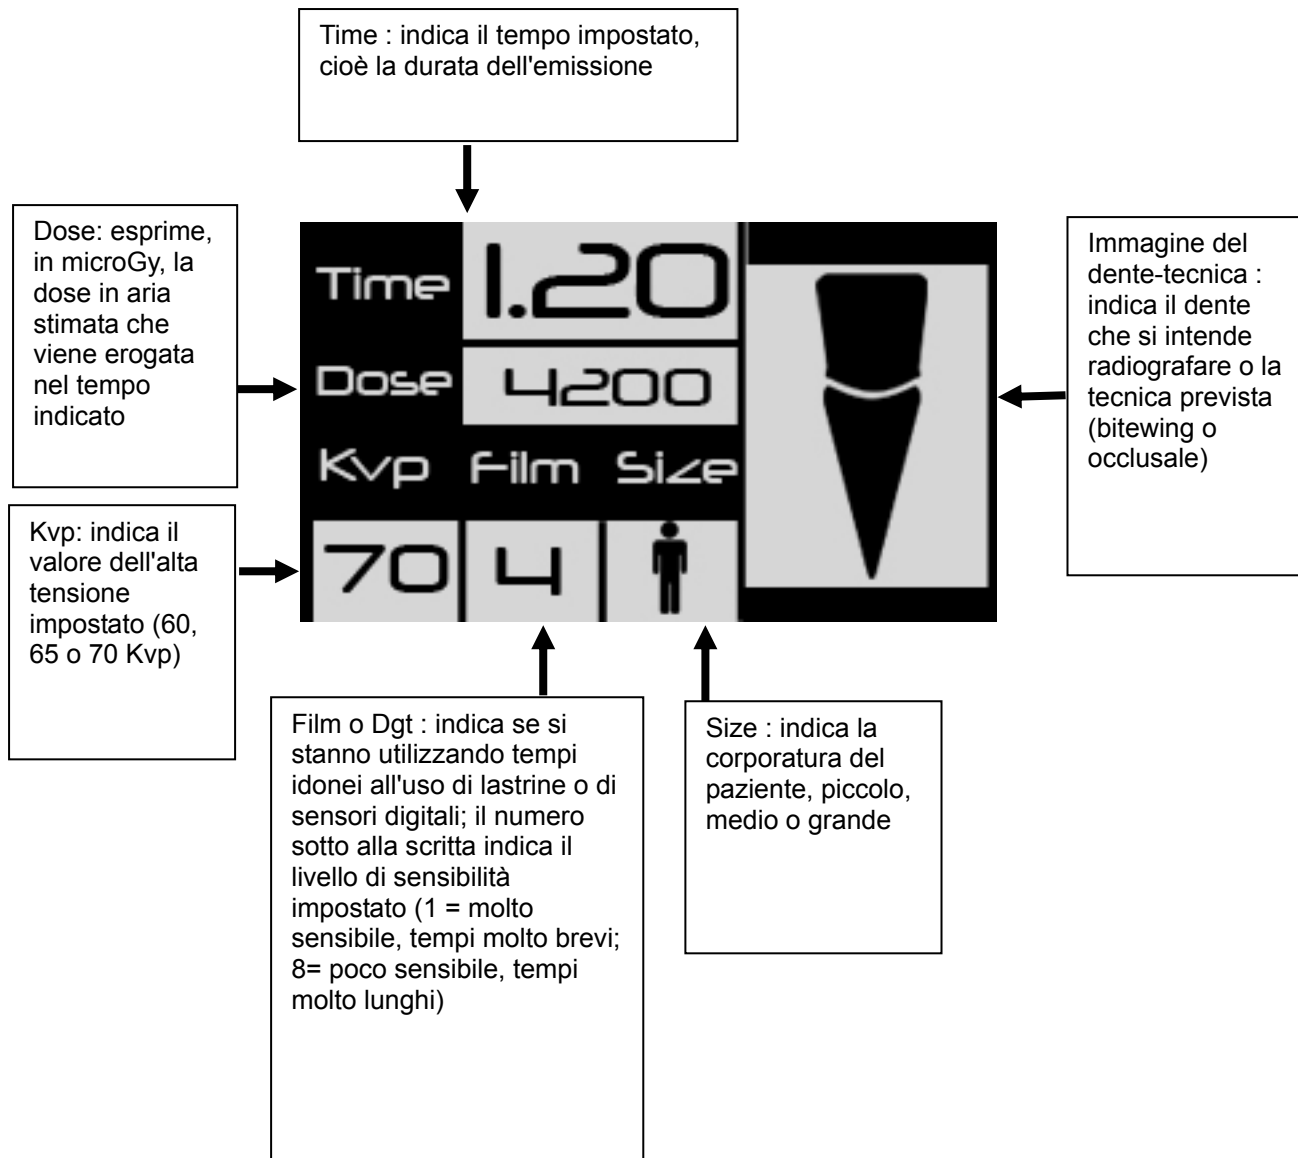 Time : indica il tempo impostato,
cioè la durata dell'emissione
Dose: esprime,
in microGy, la
dose in aria
stimata che
viene erogata
nel tempo
indicato
Time 1.20
Dose 4200
Kvp Film Size
70 4
Immagine del
dente-tecnica :
indica il dente
che si intende
radiografare o la
tecnica prevista
(bitewing o
occlusale)
Kvp: indica il
valore dell'alta
tensione
impostato (60,
65 o 70 Kvp)
Film o Dgt : indica se si
stanno utilizzando tempi
idonei all'uso di lastrine o di
sensori digitali; il numero
sotto alla scritta indica il
livello di sensibilità
impostato (1 = molto
sensibile, tempi molto brevi;
8= poco sensibile, tempi
molto lunghi)
Size : indica la
corporatura del
paziente, piccolo,
medio o grande